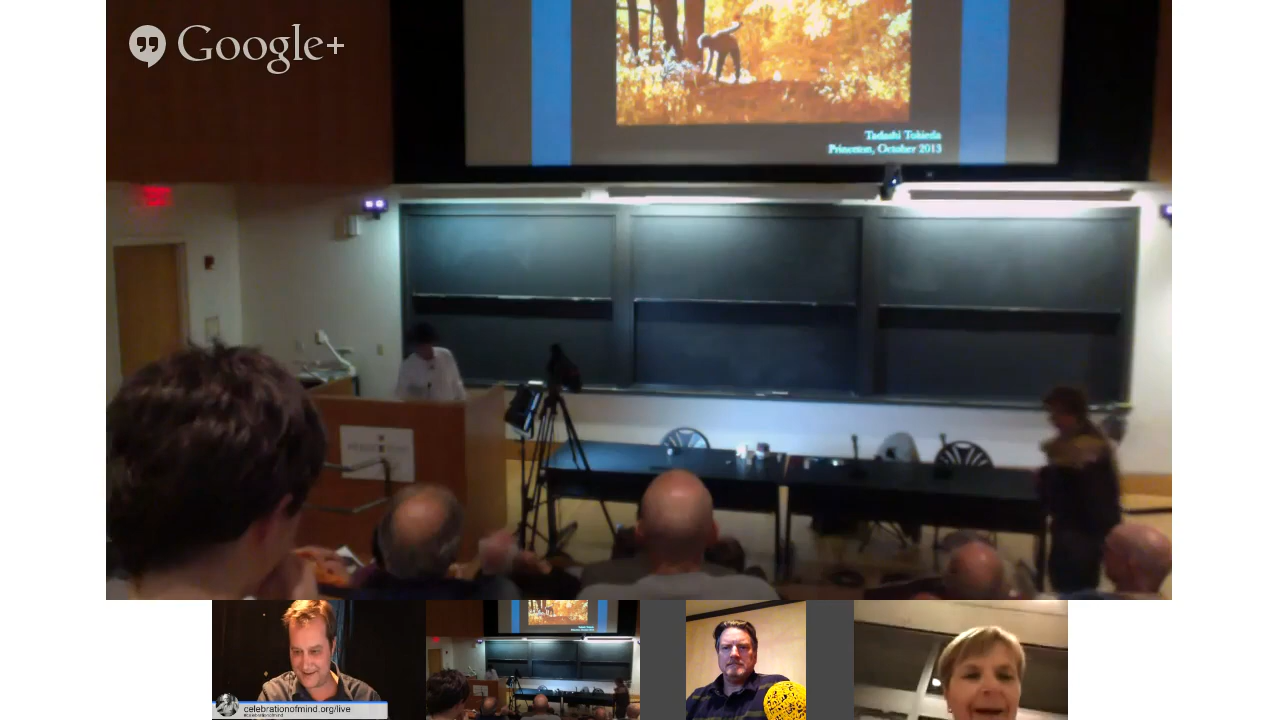 Google+
Tadashi Tokieda
Princeton, October 2013
celebrationofmind.org/live